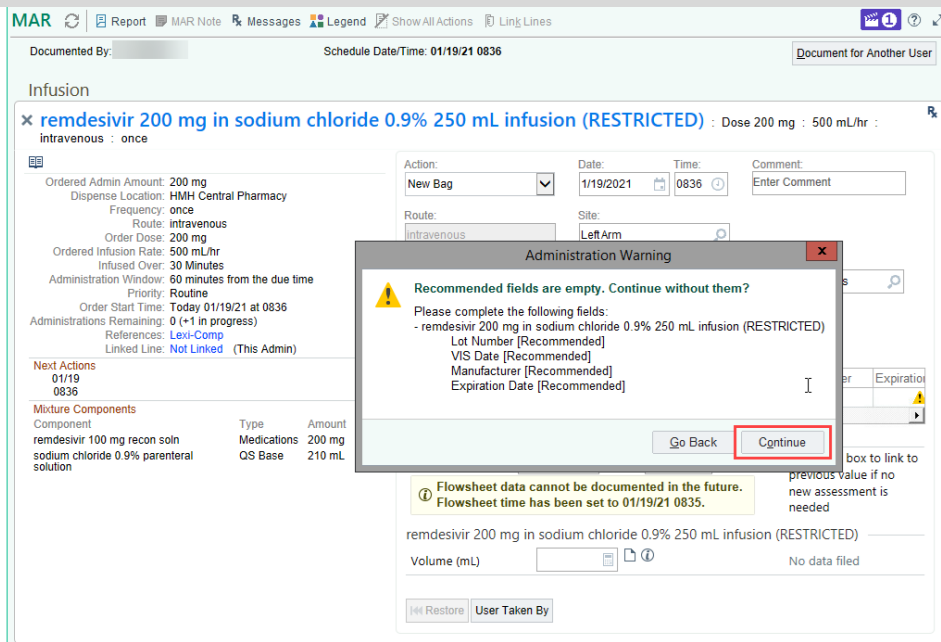 MAR Report MAR Note Messages Legend Show All Actions Link Lines 1
Documented By:
Schedule Date/Time: 01/19/21 0836
Document for Another User
Infusion
remdesivir 200 mg in sodium chloride 0.9% 250 mL infusion (RESTRICTED) : Dose 200 mg : 500 mL/hr :
intravenous : once
Ordered Admin Amount: 200 mg
Dispense Location: HMH Central Pharmacy
Frequency: once
Route: intravenous
Order Dose: 200 mg
Ordered Infusion Rate: 500 mL/hr
Infused Over: 30 Minutes
Administration Window: 60 minutes from the due time
Priority: Routine
Order Start Time: Today 01/19/21 at 0836
Administrations Remaining: 0 (+1 in progress)
References: Lexi-Comp
Linked Line: Not Linked (This Admin)
Next Actions
01/19
0836
Mixture Components
Component Type Amount
remdesivir 100 mg recon soln Medications 200 mg
sodium chloride 0.9% parenteral QS Base 210 mL
solution
Action: Date: Time: Comment:
New Bag 1/19/2021 0836 Enter Comment
Route: Site:
intravenous Left Arm
Administration Warning
x
Recommended fields are empty. Continue without them?
Please complete the following fields:
- remdesivir 200 mg in sodium chloride 0.9% 250 mL infusion (RESTRICTED)
Lot Number [Recommended]
VIS Date [Recommended]
Manufacturer [Recommended]
Expiration Date [Recommended]
Go Back Continue
s
er Expiration
box to link to
previous value if no
new assessment is
needed
Flowsheet data cannot be documented in the future.
Flowsheet time has been set to 01/19/21 0835.
remdesivir 200 mg in sodium chloride 0.9% 250 mL infusion (RESTRICTED)
Volume (mL) No data filed
Restore User Taken By